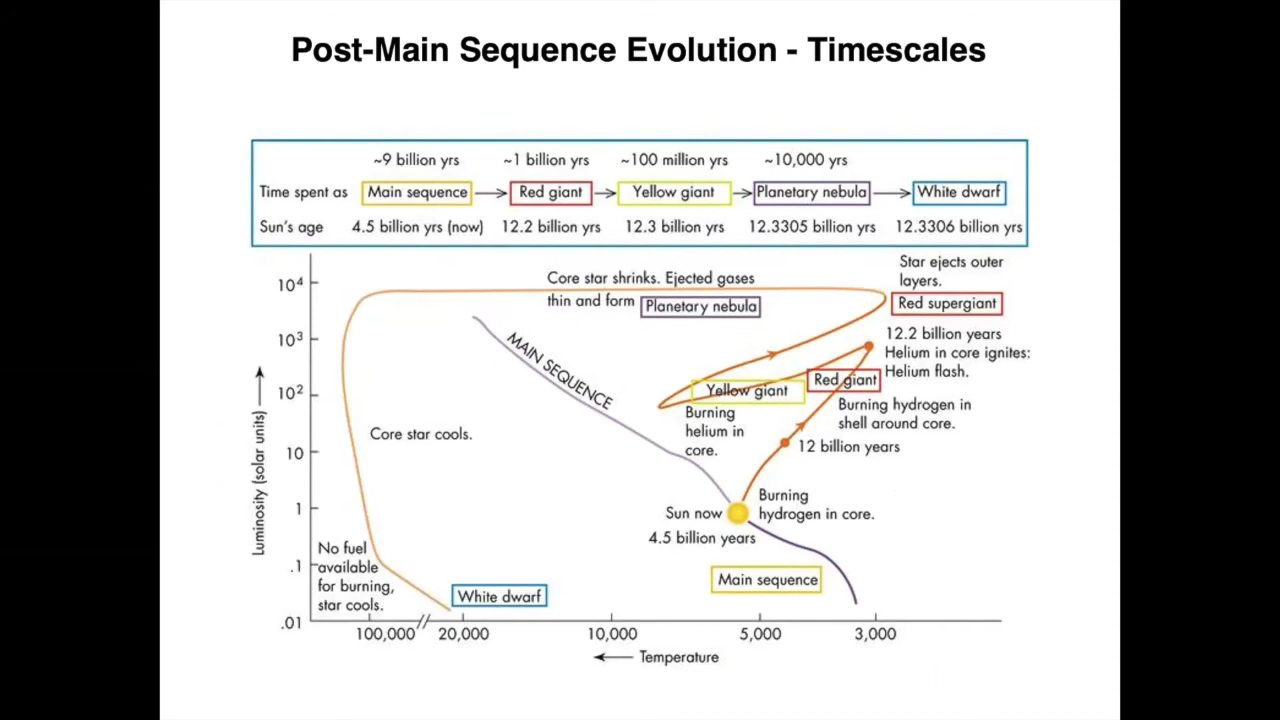 Post-Main Sequence Evolution - Timescales
~9 billion yrs ~1 billion yrs ~100 million yrs ~10,000 yrs
Time spent as Main sequence Red giant Yellow giant Planetary nebula White dwarf
Sun's age 4.5 billion yrs (now) 12.2 billion yrs 12.3 billion yrs 12.3305 billion yrs 12.3306 billion yrs
Star ejects outer
layers.
Red supergiant
Core star shrinks. Ejected gases
thin and form Planetary nebula
12.2 billion years
Helium in core ignites:
Helium flash.
MAIN SEQUENCE
Yellow giant
Red giant
Burning
helium in
core.
Burning hydrogen in
shell around core.
12 billion years
Core star cools.
Sun now
4.5 billion years
Burning
hydrogen in core.
No fuel
available
for burning,
star cools.
White dwarf
Main sequence
Luminosity (solar units)
10⁴
10³
10²
10
1
.1
.01
100,000 20,000 10,000 5,000 3,000
Temperature